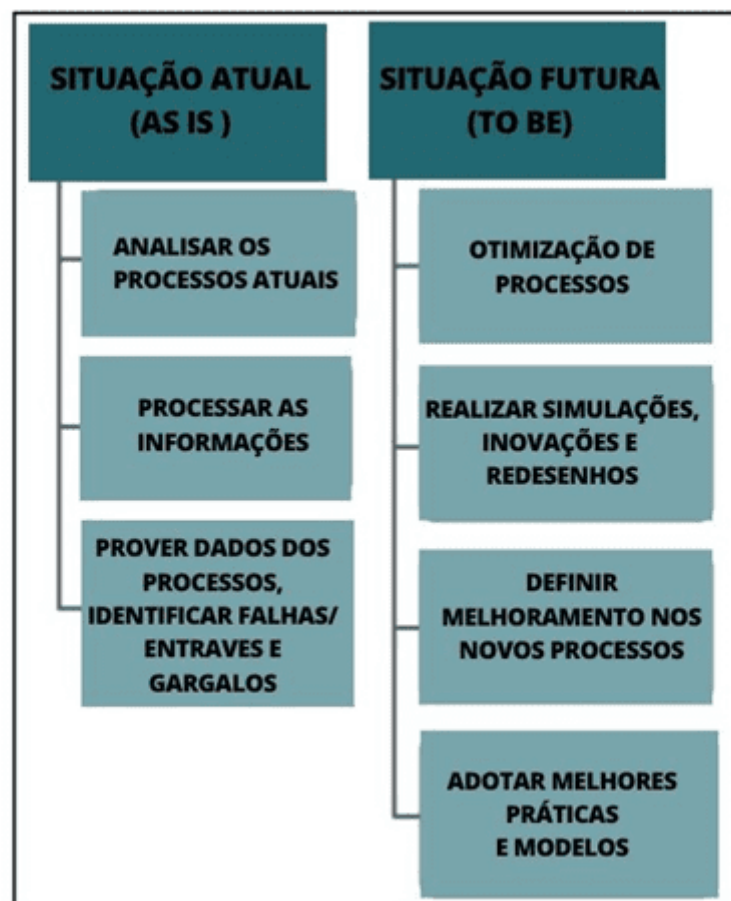 SITUAÇÃO ATUAL
(AS IS )
ANALISAR OS
PROCESSOS ATUAIS
PROCESSAR AS
INFORMAÇÕES
PROVER DADOS DOS
PROCESSOS,
IDENTIFICAR FALHAS/
ENTRAVES E
GARGALOS
SITUAÇÃO FUTURA
(TO BE)
OTIMIZAÇÃO DE
PROCESSOS
REALIZAR SIMULAÇÕES,
INOVAÇÕES E
REDESENHOS
DEFINIR
MELHORAMENTO NOS
NOVOS PROCESSOS
ADOTAR MELHORES
PRÁTICAS
E MODELOS